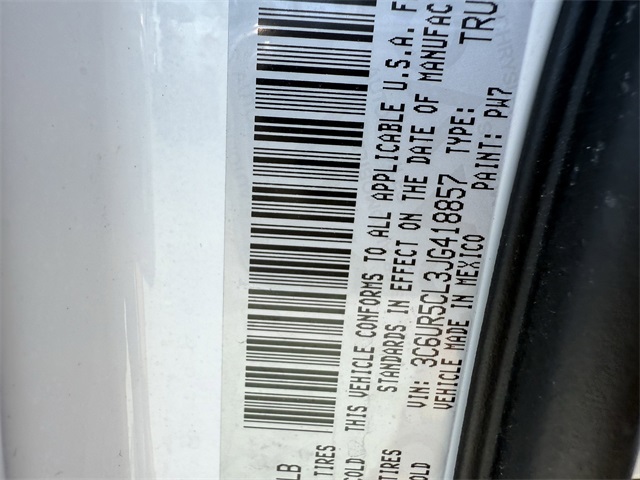 LB
TIRES
COLD
THIS VEHICLE CONFORMS TO ALL APPLICABLE U.S.A. F
STANDARDS IN EFFECT ON THE DATE OF MANUFAC
VIN: 3C6UR5CL3JG418857 TYPE: TRU
VEHICLE MADE IN MEXICO PAINT: PW7
TIRES
OLD